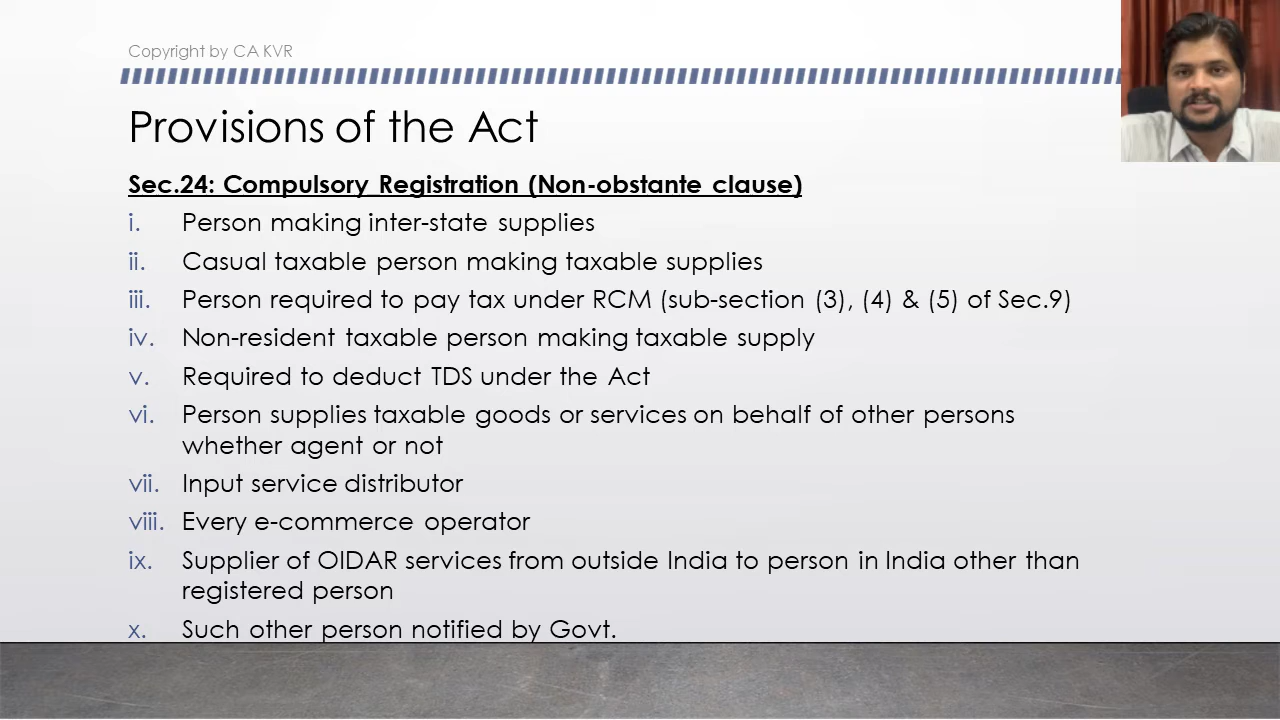 Copyright by CA KVR
Provisions of the Act
Sec.24: Compulsory Registration (Non-obstante clause)
i. Person making inter-state supplies
ii. Casual taxable person making taxable supplies
iii. Person required to pay tax under RCM (sub-section (3), (4) & (5) of Sec.9)
iv. Non-resident taxable person making taxable supply
v. Required to deduct TDS under the Act
vi. Person supplies taxable goods or services on behalf of other persons
whether agent or not
vii. Input service distributor
viii. Every e-commerce operator
ix. Supplier of OIDAR services from outside India to person in India other than
registered person
x. Such other person notified by Govt.